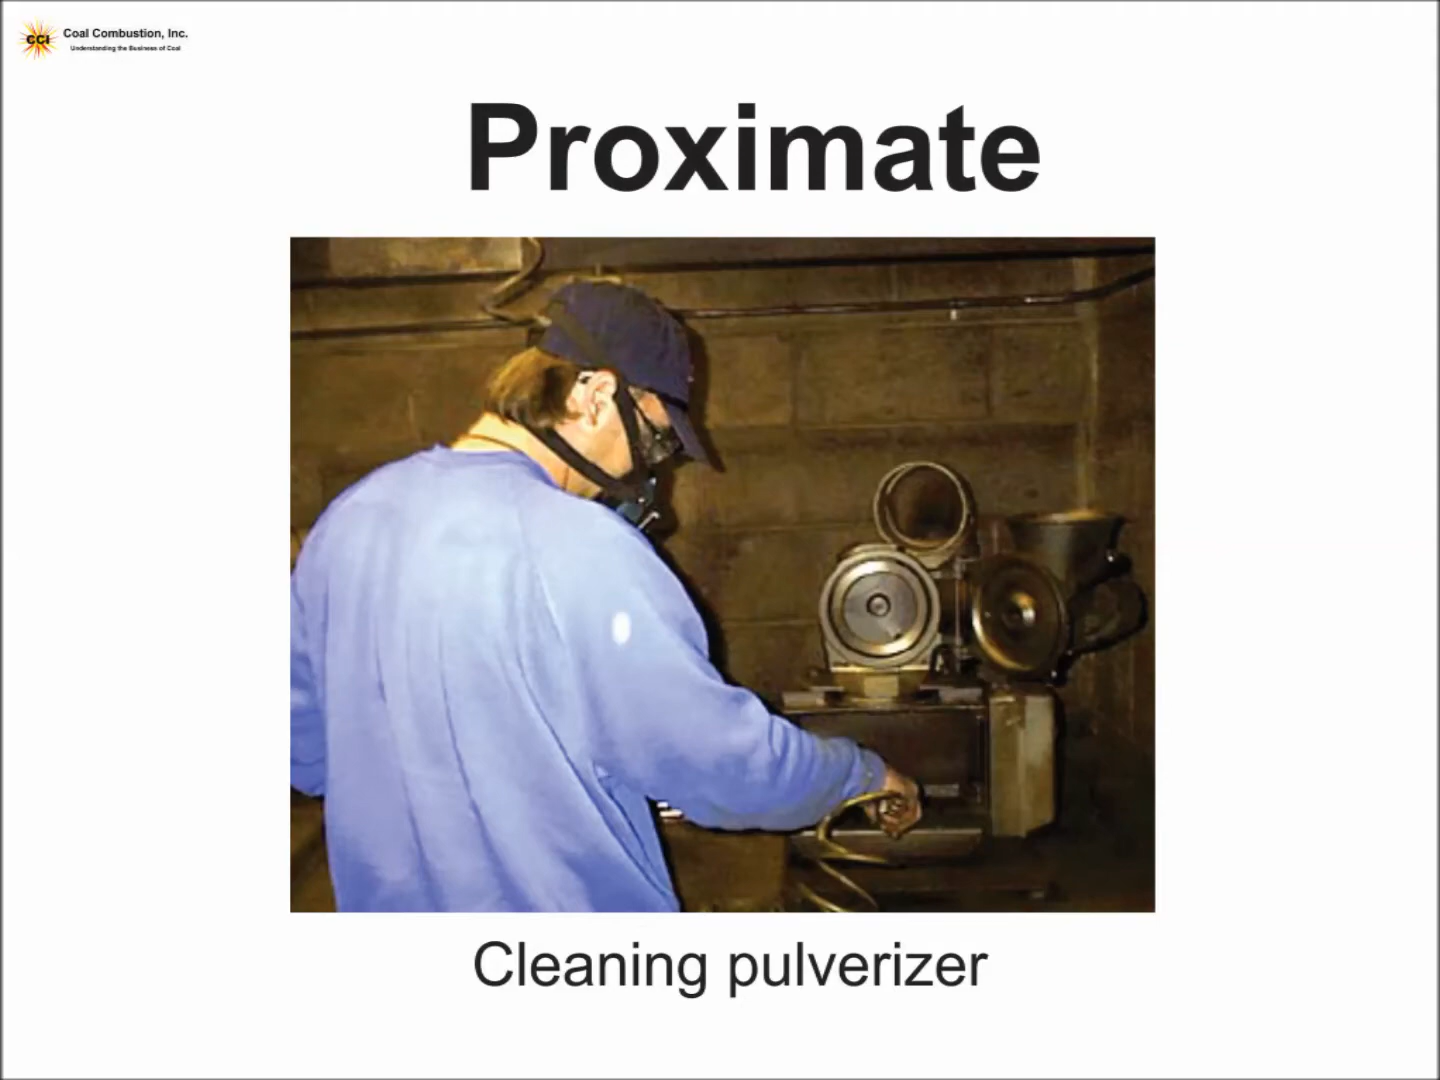 CCI
Coal Combustion, Inc.
Understanding the Business of Coal
Proximate
Cleaning pulverizer